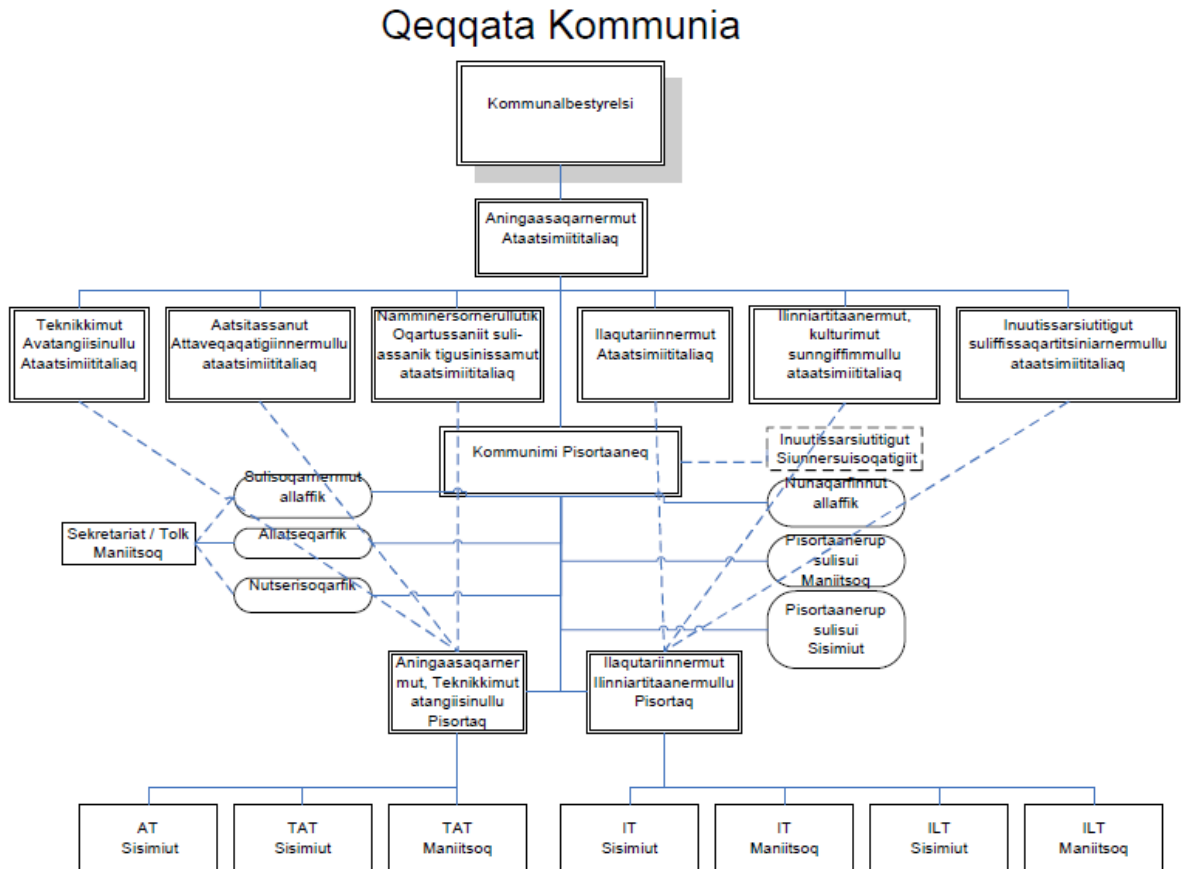 Qeqqata Kommunia
Kommunalbestyrelsi
Aningaasaqarnermut
Ataatsimiititaliaq
Teknikkimut
Avatangiisinullu
Ataatsimiititaliaq
Aatsitassanut
Attaveqaqatigiinnermullu
ataatsimiititaliaq
Namminersornerullutik
Oqartussaniit suli-
assanik tigusinissamut
ataatsimiititaliaq
Ilaqutariinnermut
Ataatsimiititaliaq
Ilinniartitaanermut,
kulturimut
sunngiffimmullu
ataatsimiititaliaq
Inuutissarsiutitigut
suliffissaqartitsiniarnermullu
ataatsimiititaliaq
Kommunimi Pisortaaneq
Inuutissarsiutitigut
Siunnersuisoqatigiit
Sulisoqarnermut
allaffik
Nunaqarfinnut
allaffik
Sekretariat / Tolk
Maniitsoq
Allatseqarfik
Pisortaanerup
sulisui
Maniitsoq
Nutserisoqarfik
Pisortaanerup
sulisui
Sisimiut
Aningaasaqarner
mut, Teknikkimut
atangiisinullu
Pisortaq
Ilaqutariinnermut
Ilinniartitaanermullu
Pisortaq
AT
Sisimiut
TAT
Sisimiut
TAT
Maniitsoq
IT
Sisimiut
IT
Maniitsoq
ILT
Sisimiut
ILT
Maniitsoq